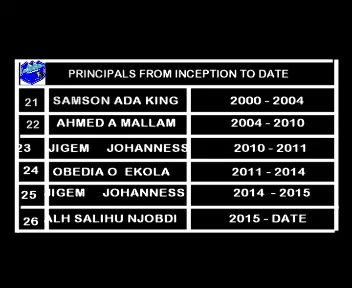 PRINCIPALS FROM INCEPTION TO DATE
21 SAMSON ADA KING 2000 - 2004
22 AHMED A MALLAM 2004 - 2010
23 JIGEM JOHANNESS 2010 - 2011
24 OBEDIA O EKOLA 2011 - 2014
25 JIGEM JOHANNESS 2014 - 2015
26 ALH SALIHU NJOBDI 2015 - DATE